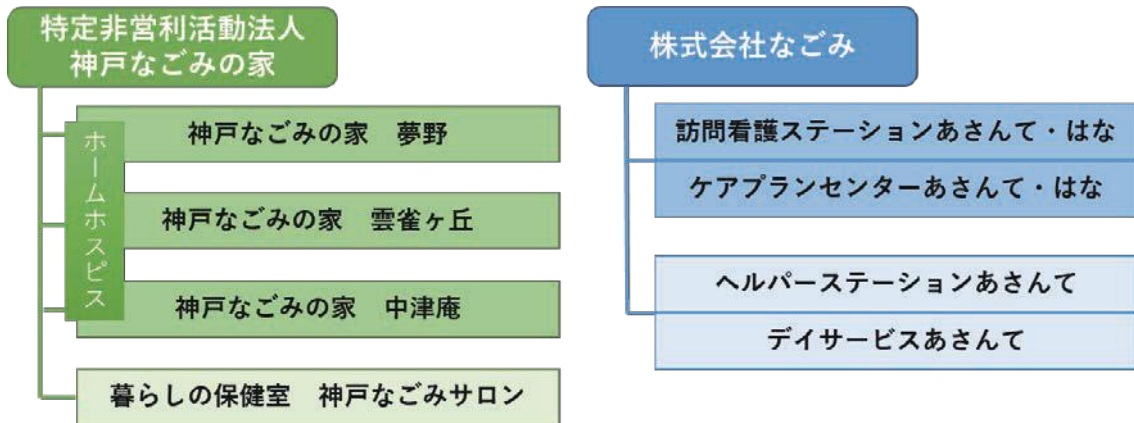 特定非営利活動法人
神戸なごみの家
ホームホスピス
神戸なごみの家　夢野
神戸なごみの家　雲雀ヶ丘
神戸なごみの家　中津庵
暮らしの保健室　神戸なごみサロン
株式会社なごみ
訪問看護ステーションあさんて・はな
ケアプランセンターあさんて・はな
ヘルパーステーションあさんて
デイサービスあさんて